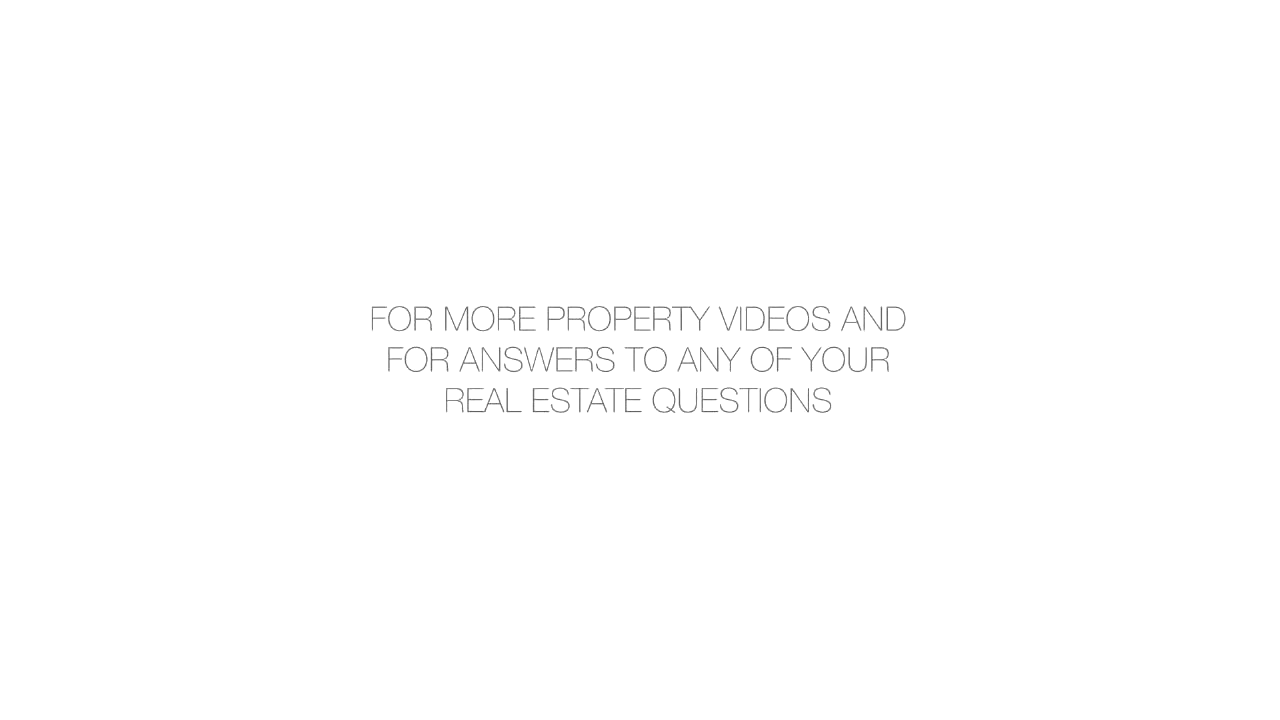 FOR MORE PROPERTY VIDEOS AND
FOR ANSWERS TO ANY OF YOUR
REAL ESTATE QUESTIONS